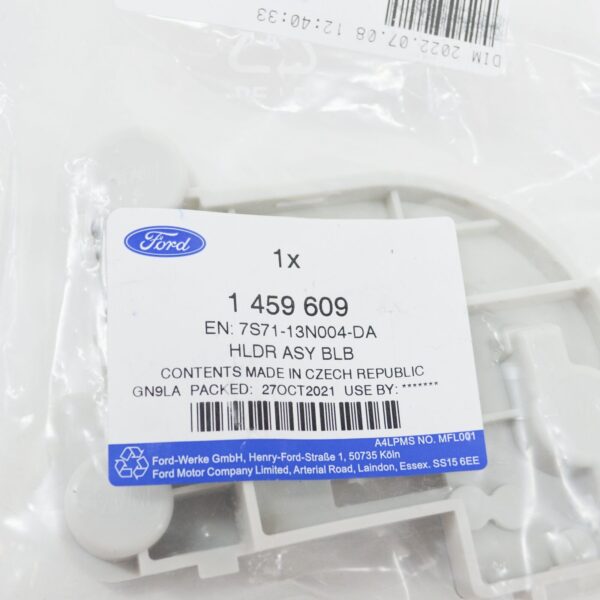 DIM 2022.07.08 12:40:33
Ford
1x
1 459 609
EN: 7S71-13N004-DA
HLDR ASY BLB
CONTENTS MADE IN CZECH REPUBLIC
GN9LA PACKED: 27OCT2021 USE BY: *******
A4LPMS NO. MFL001
Ford-Werke GmbH, Henry-Ford-Straße 1, 50735 Köln
Ford Motor Company Limited, Arterial Road, Laindon, Essex. SS15 6EE